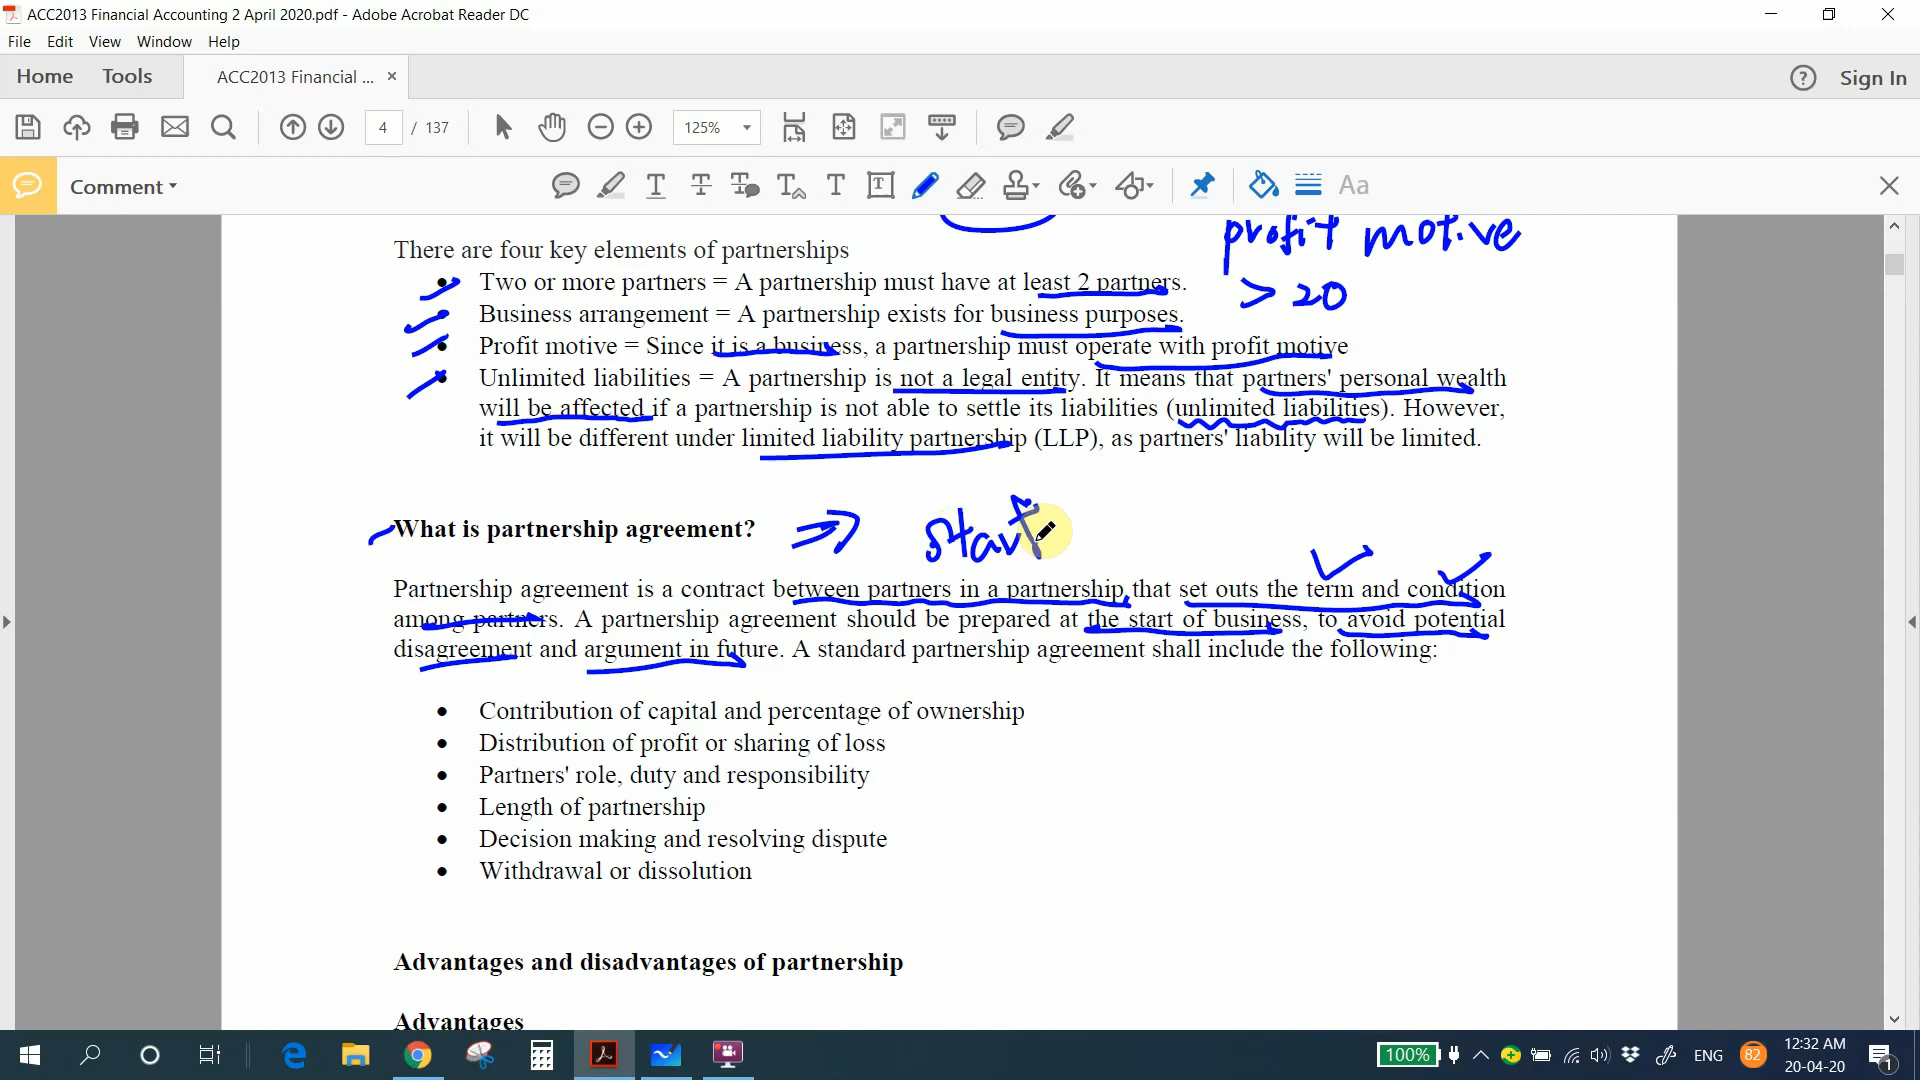 ACC2013 Financial Accounting 2 April 2020.pdf - Adobe Acrobat Reader DC
File Edit View Window Help
Home Tools ACC2013 Financial ... × Sign In
4 / 137 125%
Comment
profit motive
There are four key elements of partnerships
• Two or more partners = A partnership must have at least 2 partners.
> 20
• Business arrangement = A partnership exists for business purposes.
• Profit motive = Since it is a business, a partnership must operate with profit motive
• Unlimited liabilities = A partnership is not a legal entity. It means that partners' personal wealth
will be affected if a partnership is not able to settle its liabilities (unlimited liabilities). However,
it will be different under limited liability partnership (LLP), as partners' liability will be limited.
What is partnership agreement? ⇒ start
Partnership agreement is a contract between partners in a partnership that set outs the term and condition
among partners. A partnership agreement should be prepared at the start of business, to avoid potential
disagreement and argument in future. A standard partnership agreement shall include the following:
• Contribution of capital and percentage of ownership
• Distribution of profit or sharing of loss
• Partners' role, duty and responsibility
• Length of partnership
• Decision making and resolving dispute
• Withdrawal or dissolution
Advantages and disadvantages of partnership
Advantages
100% ENG 82 12:32 AM
20-04-20 1